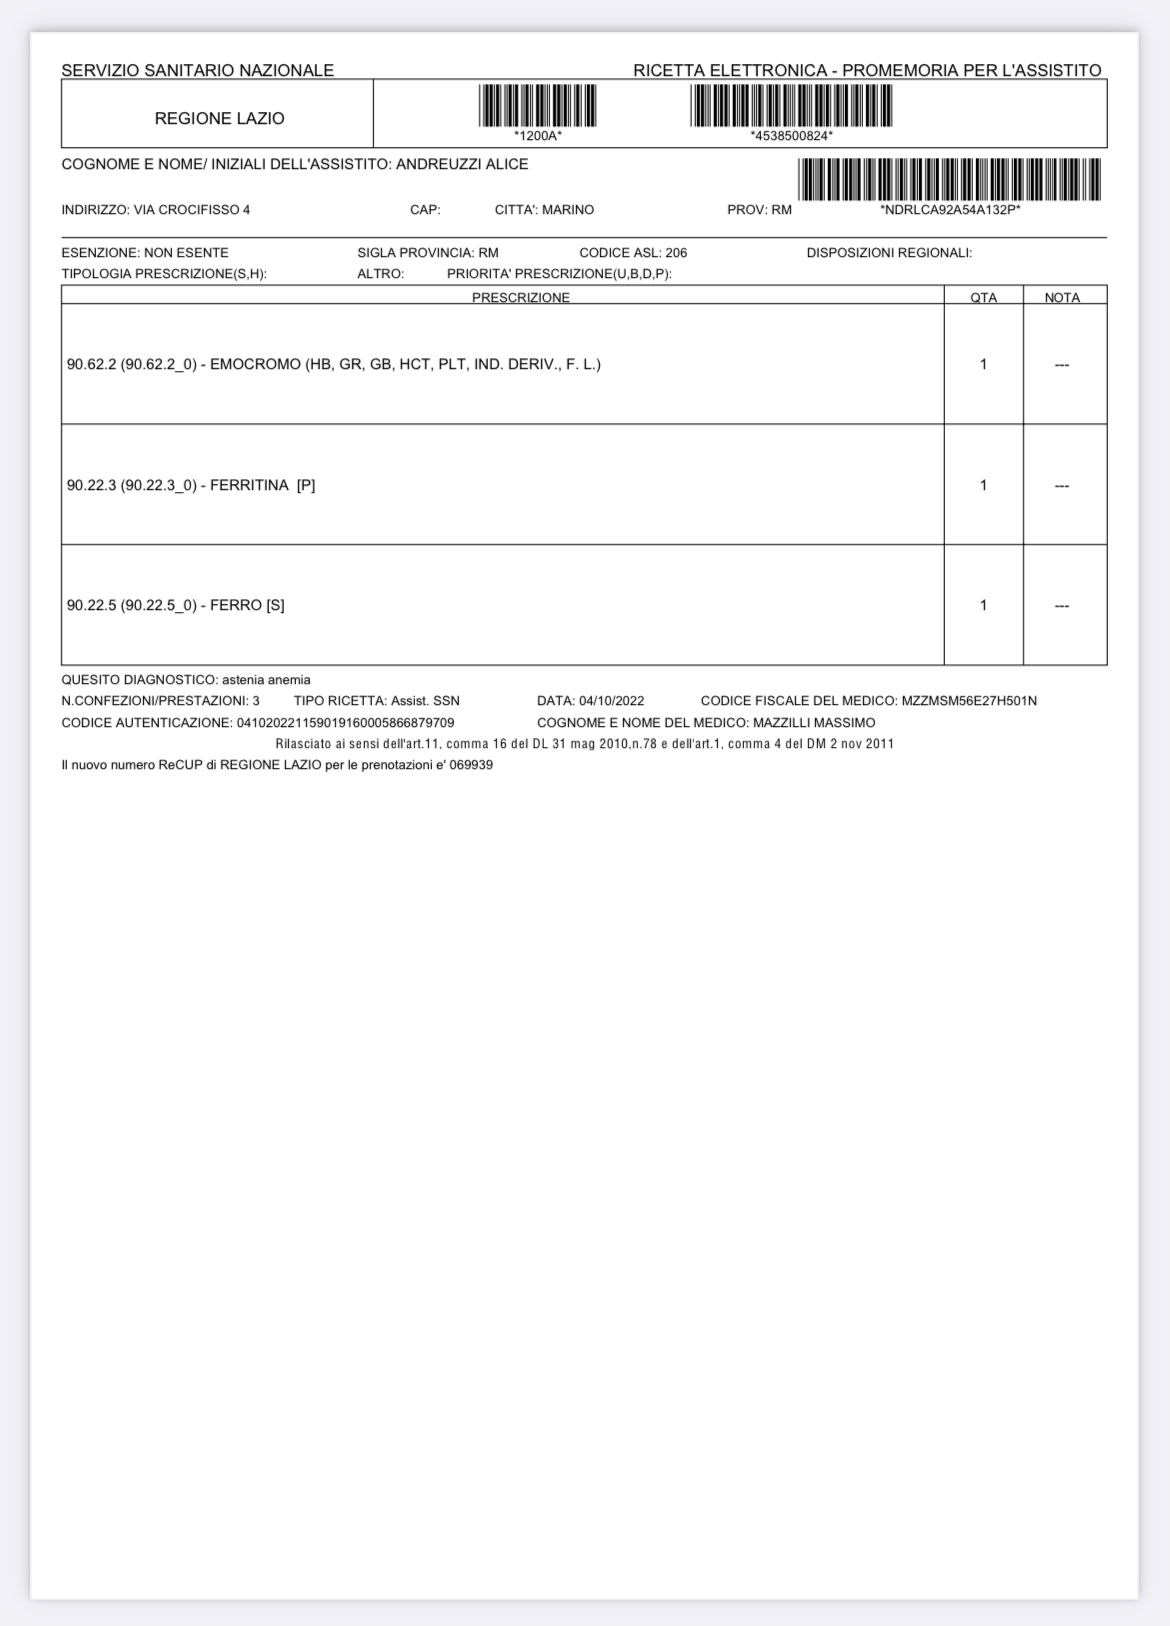 SERVIZIO SANITARIO NAZIONALE RICETTA ELETTRONICA - PROMEMORIA PER L'ASSISTITO
REGIONE LAZIO *1200A* *4538500824*
COGNOME E NOME/ INIZIALI DELL'ASSISTITO: ANDREUZZI ALICE
INDIRIZZO: VIA CROCIFISSO 4 CAP: CITTA': MARINO PROV: RM *NDRLCA92A54A132P*
ESENZIONE: NON ESENTE SIGLA PROVINCIA: RM CODICE ASL: 206 DISPOSIZIONI REGIONALI:
TIPOLOGIA PRESCRIZIONE(S,H): ALTRO: PRIORITA' PRESCRIZIONE(U,B,D,P):
PRESCRIZIONE QTA NOTA
90.62.2 (90.62.2_0) - EMOCROMO (HB, GR, GB, HCT, PLT, IND. DERIV., F. L.) 1 ---
90.22.3 (90.22.3_0) - FERRITINA [P] 1 ---
90.22.5 (90.22.5_0) - FERRO [S] 1 ---
QUESITO DIAGNOSTICO: astenia anemia
N.CONFEZIONI/PRESTAZIONI: 3 TIPO RICETTA: Assist. SSN DATA: 04/10/2022 CODICE FISCALE DEL MEDICO: MZZMSM56E27H501N
CODICE AUTENTICAZIONE: 041020221159019160005866879709 COGNOME E NOME DEL MEDICO: MAZZILLI MASSIMO
Rilasciato ai sensi dell'art.11, comma 16 del DL 31 mag 2010,n.78 e dell'art.1, comma 4 del DM 2 nov 2011
Il nuovo numero ReCUP di REGIONE LAZIO per le prenotazioni e' 069939